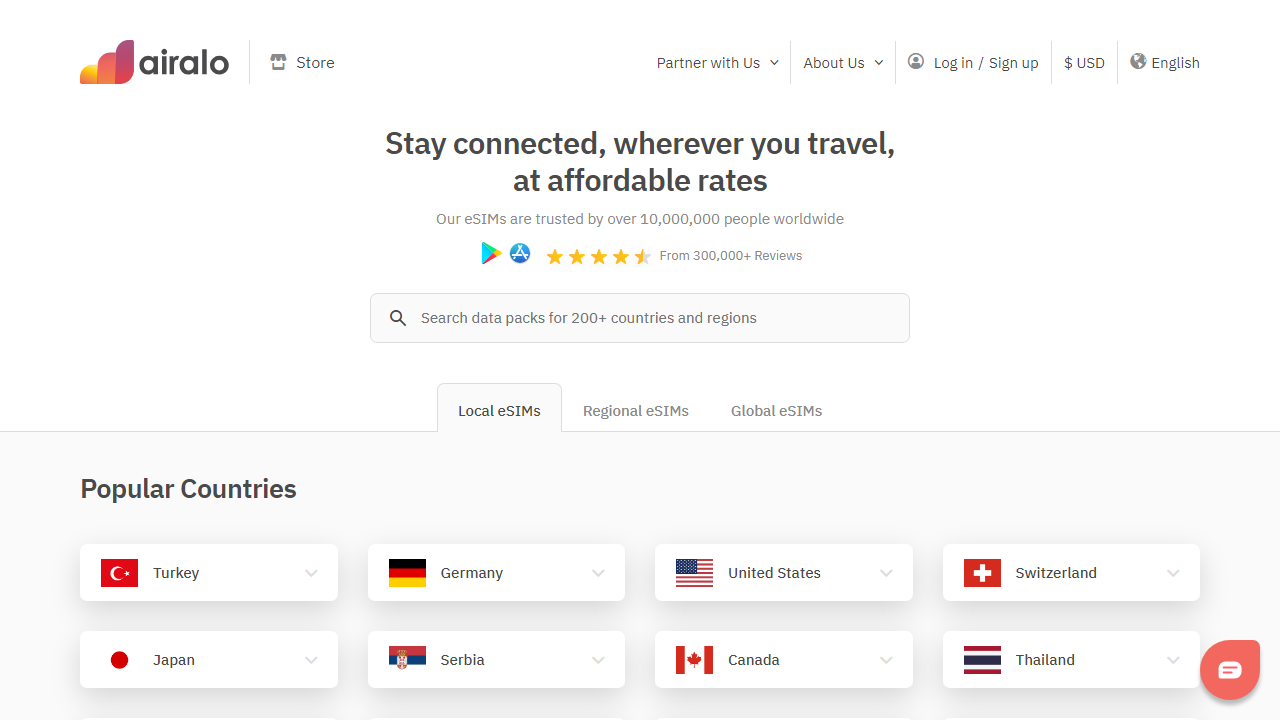 airalo
Store
Partner with Us
About Us
Log in / Sign up
$ USD
English
Stay connected, wherever you travel,
at affordable rates
Our eSIMs are trusted by over 10,000,000 people worldwide
From 300,000+ Reviews
Search data packs for 200+ countries and regions
Local eSIMs
Regional eSIMs
Global eSIMs
Popular Countries
Turkey
Germany
United States
Switzerland
Japan
Serbia
Canada
Thailand